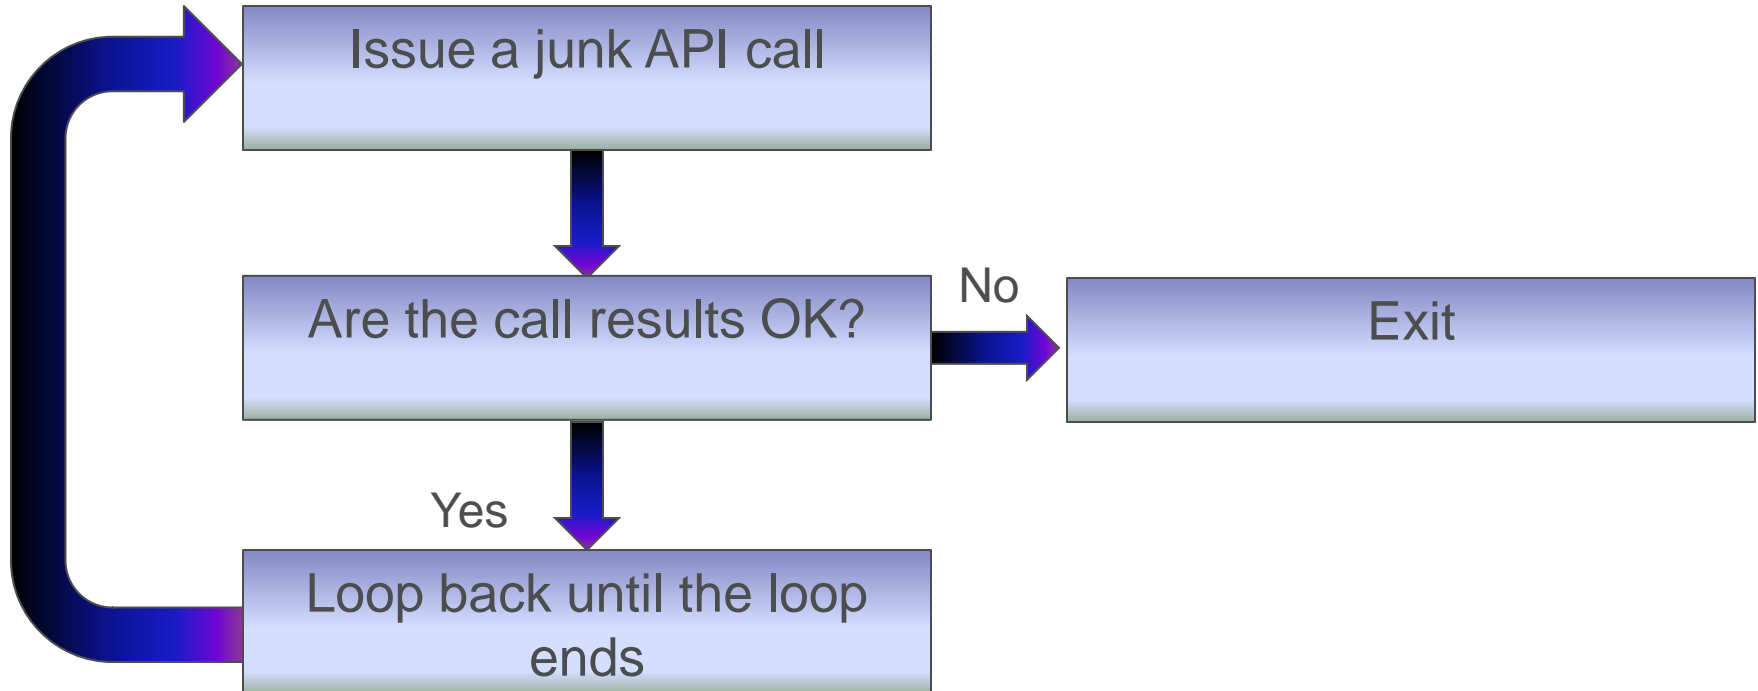 Issue a junk API call
Are the call results OK?
No
Exit
Yes
Loop back until the loop
ends